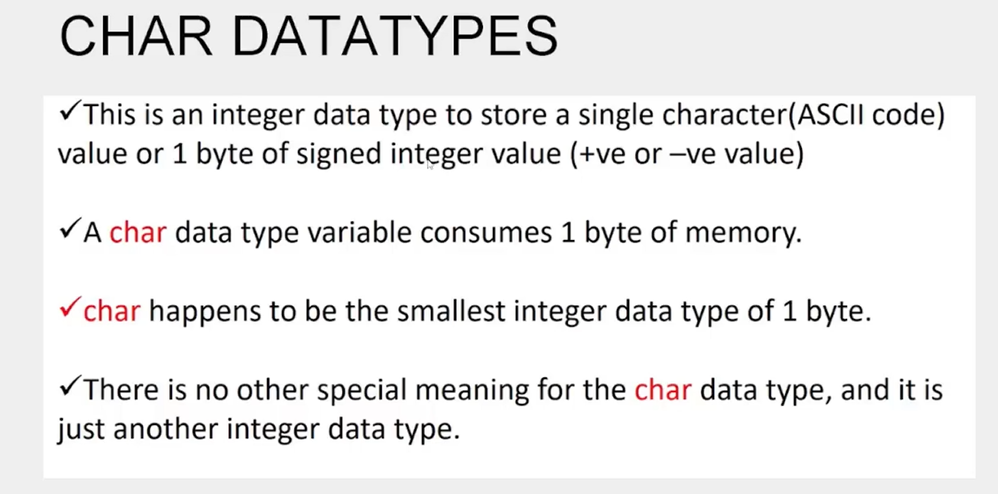 CHAR DATATYPES
✓This is an integer data type to store a single character(ASCII code)
value or 1 byte of signed integer value (+ve or –ve value)
✓A char data type variable consumes 1 byte of memory.
✓char happens to be the smallest integer data type of 1 byte.
✓There is no other special meaning for the char data type, and it is
just another integer data type.